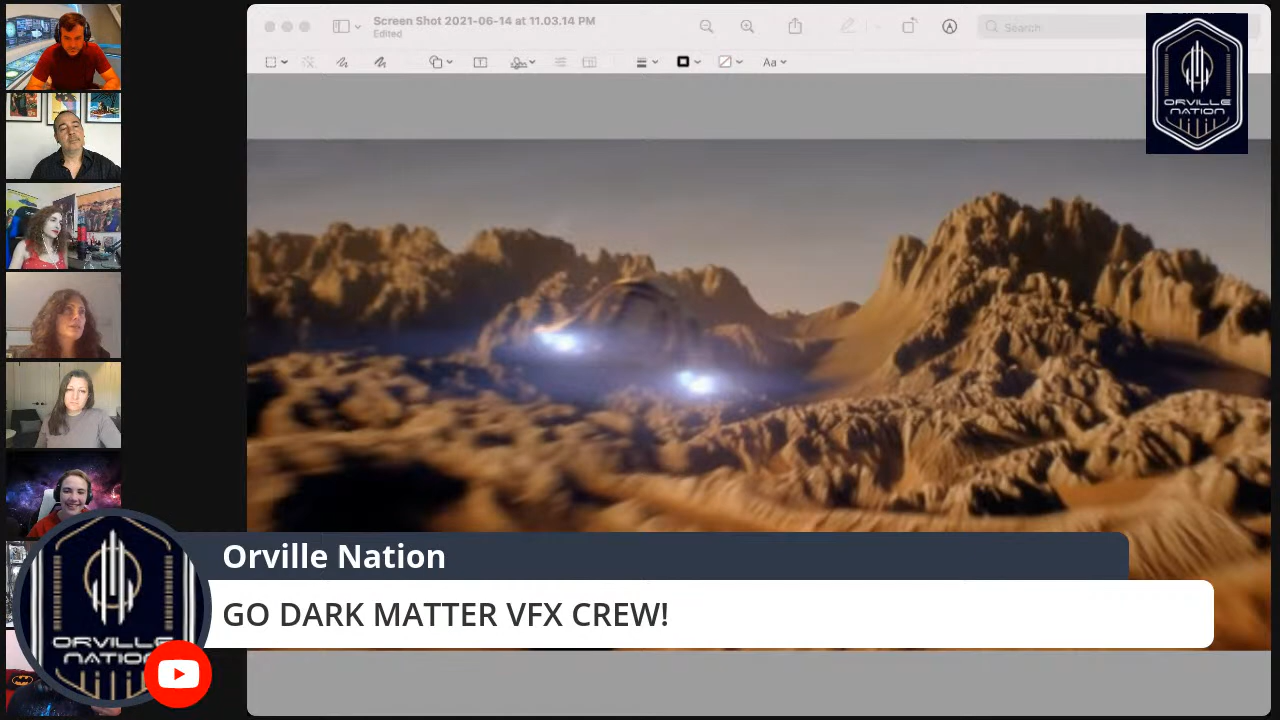 Screen Shot 2021-06-14 at 11.03.14 PM
Edited
Search
Aa
ORVILLE
NATION
Orville Nation
GO DARK MATTER VFX CREW!
ORVILLE
NATION